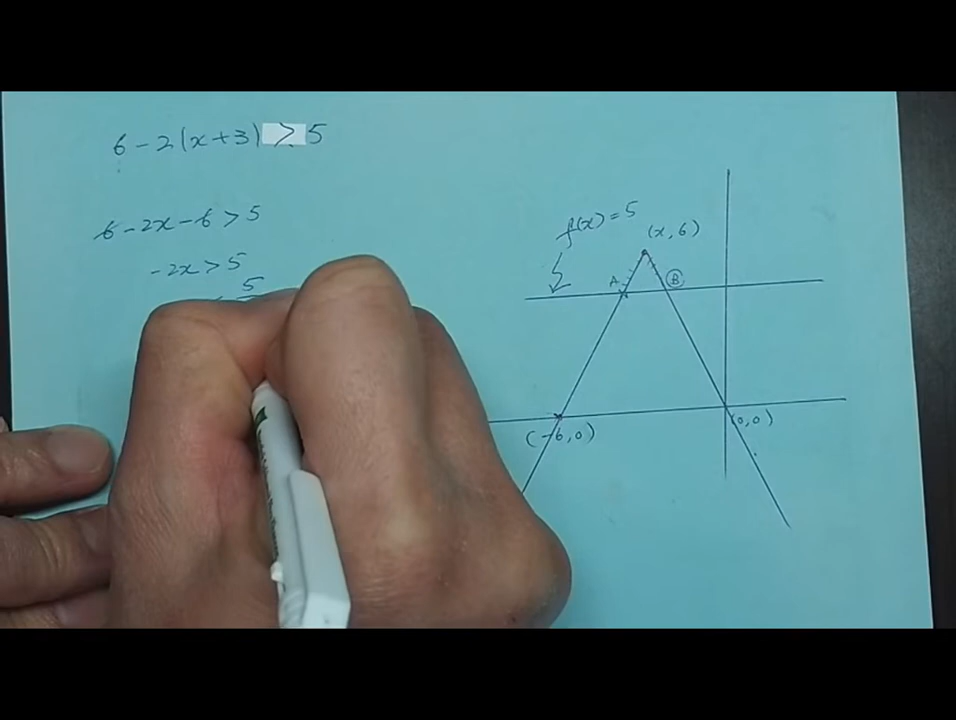 6 - 2(x+3) > 5
6 - 2x - 6 > 5
-2x > 5
5
f(x) = 5
(x, 6)
A
B
(-6, 0)
(0, 0)